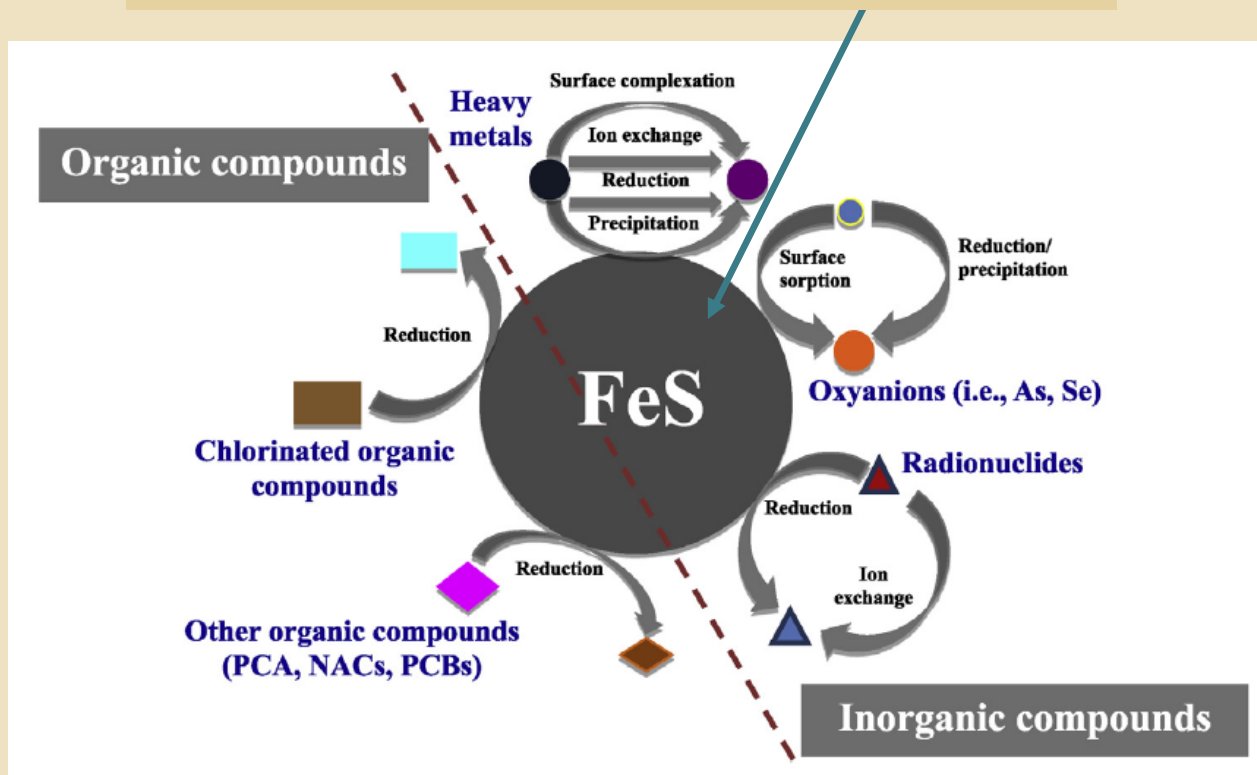 Surface complexation
Heavy
metals
Ion exchange
Reduction
Precipitation
Organic compounds
Reduction
Chlorinated organic
compounds
FeS
Surface
sorption
Reduction/
precipitation
Oxyanions (i.e., As, Se)
Radionuclides
Reduction
Ion
exchange
Reduction
Other organic compounds
(PCA, NACs, PCBs)
Inorganic compounds